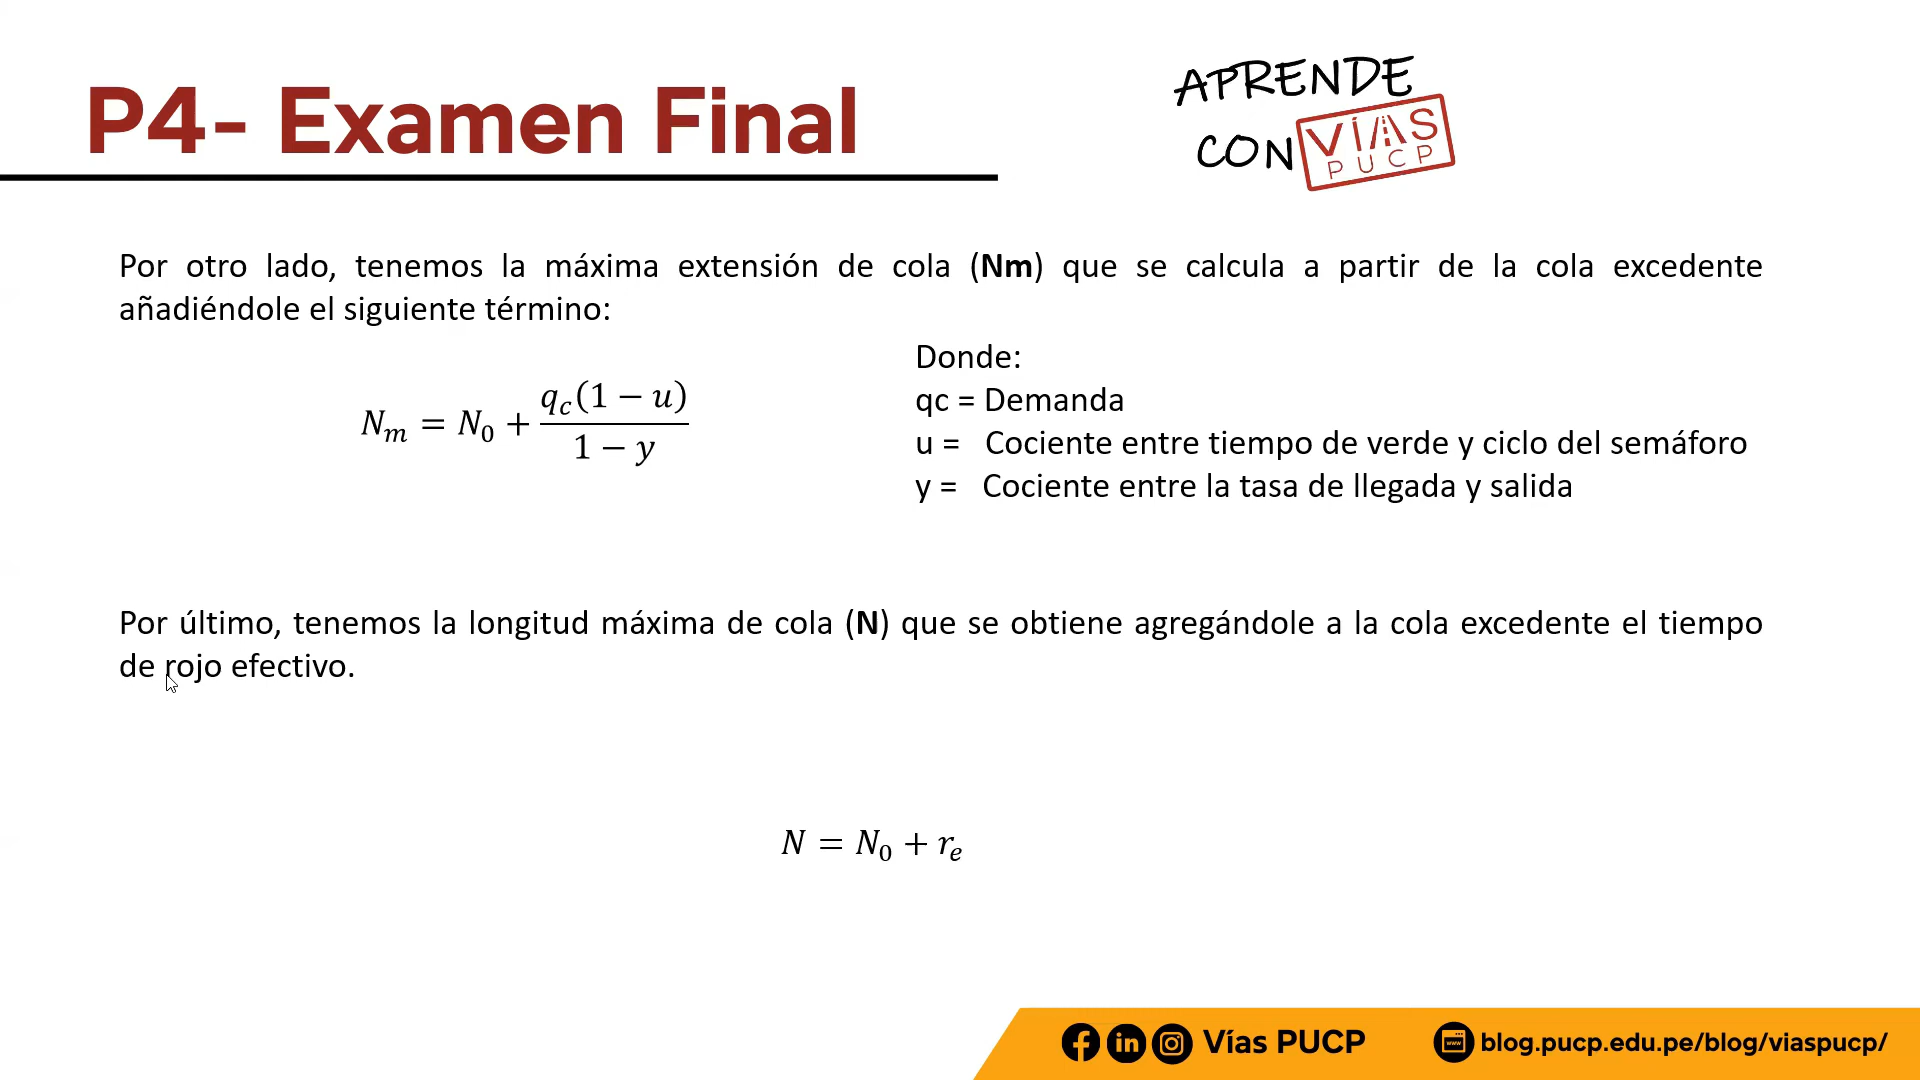 P4- Examen Final
APRENDE
CON VÍAS
PUCP
Por otro lado, tenemos la máxima extensión de cola (Nm) que se calcula a partir de la cola excedente
añadiéndole el siguiente término:
N_m = N_0 + \frac{q_c(1 - u)}{1 - y}
Donde:
qc = Demanda
u = Cociente entre tiempo de verde y ciclo del semáforo
y = Cociente entre la tasa de llegada y salida
Por último, tenemos la longitud máxima de cola (N) que se obtiene agregándole a la cola excedente el tiempo
de rojo efectivo.
N = N_0 + r_e
Vías PUCP
www blog.pucp.edu.pe/blog/viaspucp/